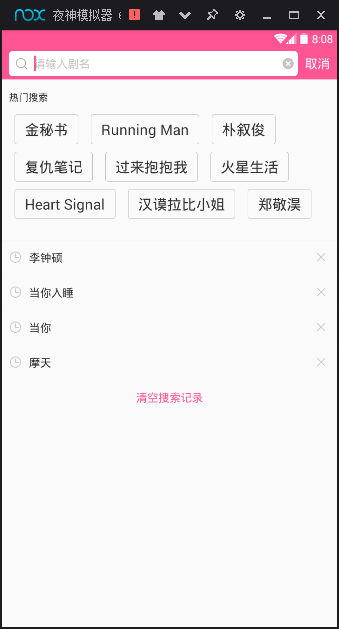 nox 夜神模拟器 6
8:08
请输入剧名 取消
热门搜索
金秘书 Running Man 朴叙俊
复仇笔记 过来抱抱我 火星生活
Heart Signal 汉谟拉比小姐 郑敬淏
李钟硕
当你入睡
当你
摩天
清空搜索记录